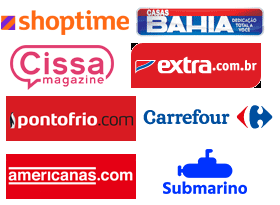 shoptime
CASAS
BAHIA
DEDICAÇÃO
TOTAL A
VOCÊ
Cissa
magazine
extra.com.br
pontofrio.com
Carrefour
americanas.com
Submarino